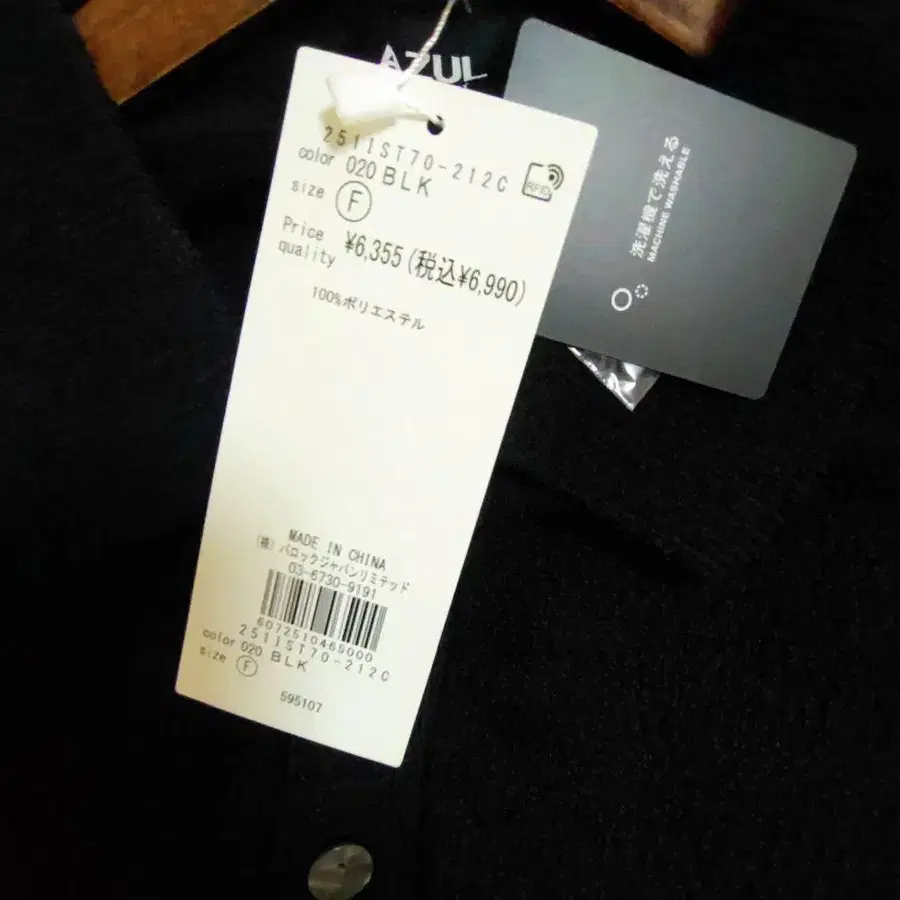 AZUL
2511ST70-212C
color 020 BLK
RFID
size F
Price ¥6,355(税込¥6,990)
quality
100%ポリエステル
MADE IN CHINA
(株)バロックジャパンリミテッド
03-6730-9191
6072510465000
2511ST70-212C
color 020 BLK
size F
595107
洗濯機で洗える
MACHINE WASHABLE